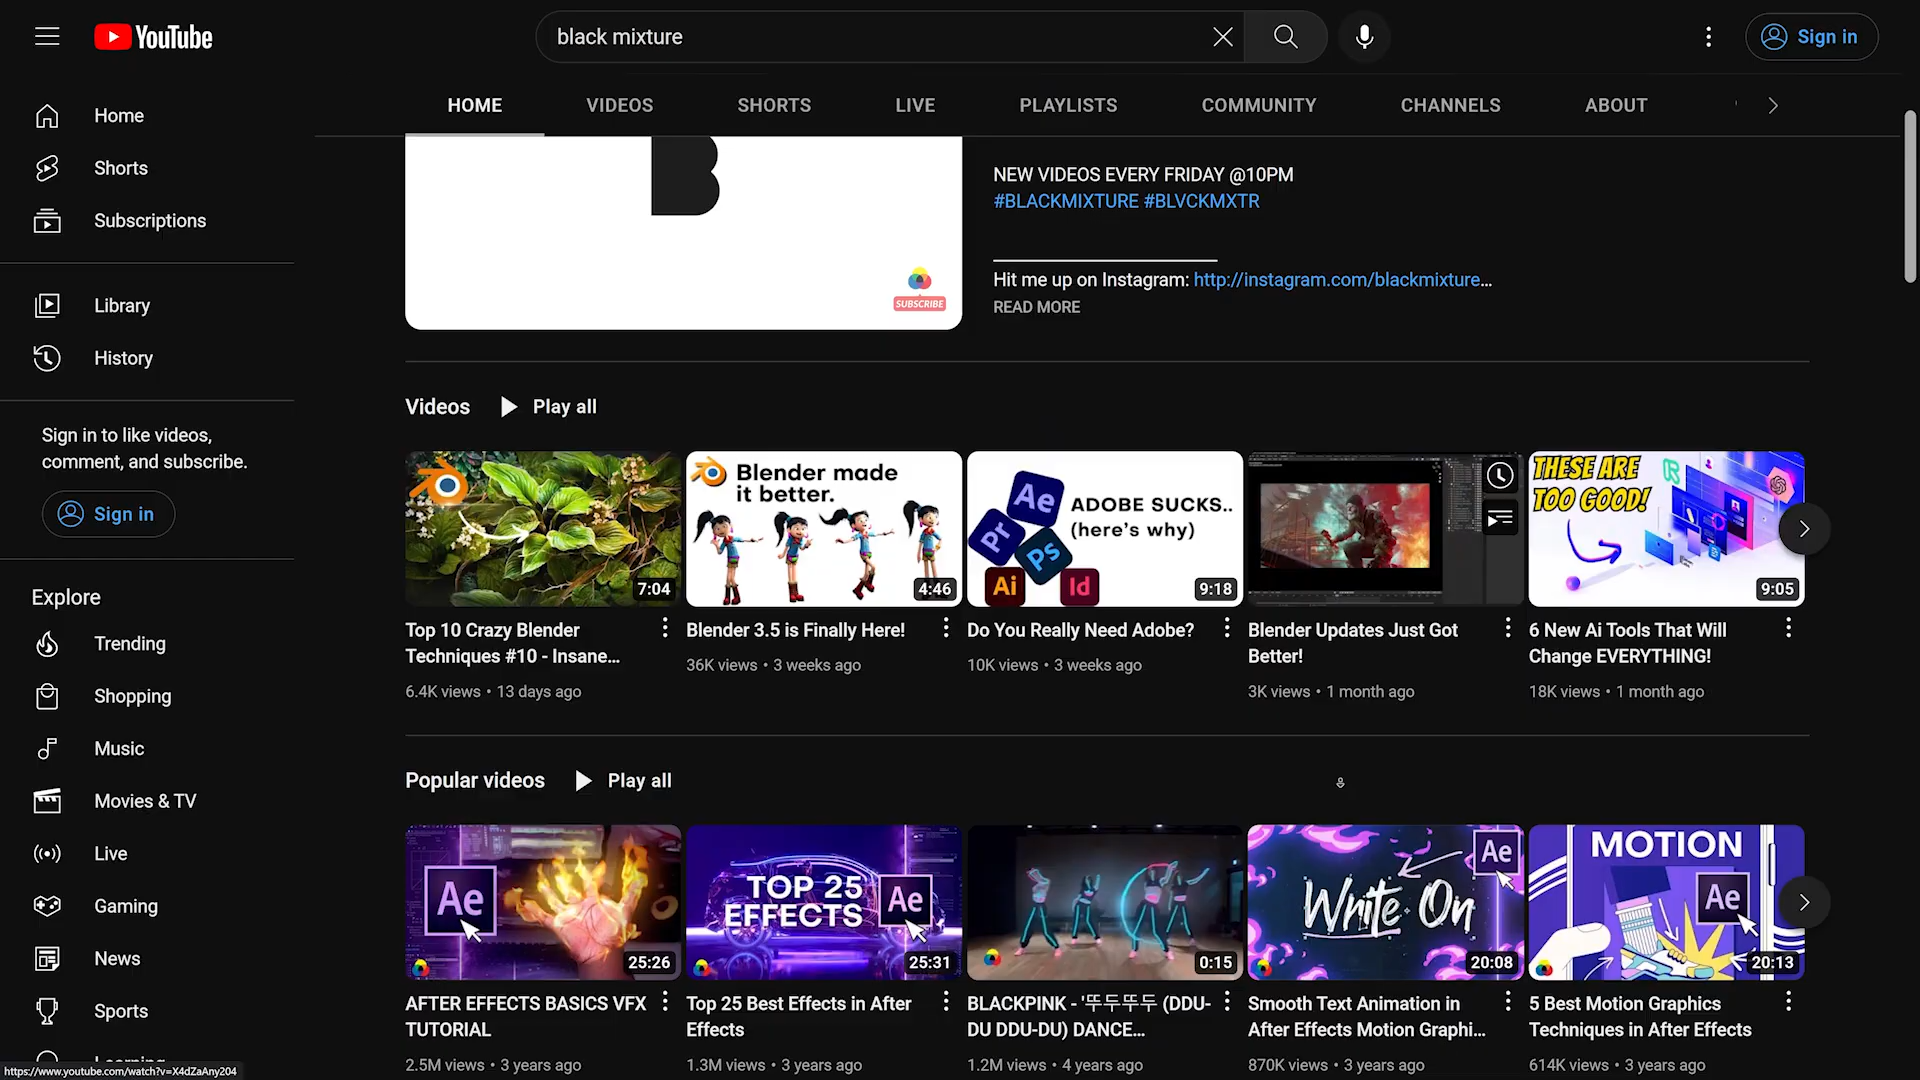 YouTube
black mixture
Sign in
Home
Shorts
Subscriptions
Library
History
Sign in to like videos,
comment, and subscribe.
Sign in
Explore
Trending
Shopping
Music
Movies & TV
Live
Gaming
News
Sports
Learning
https://www.youtube.com/watch?v=X4dZaAny204
HOME
VIDEOS
SHORTS
LIVE
PLAYLISTS
COMMUNITY
CHANNELS
ABOUT
B
SUBSCRIBE
NEW VIDEOS EVERY FRIDAY @10PM
#BLACKMIXTURE #BLVCKMXTR
Hit me up on Instagram: http://instagram.com/blackmixture...
READ MORE
Videos
Play all
7:04
Top 10 Crazy Blender
Techniques #10 - Insane...
6.4K views • 13 days ago
Blender made
it better.
4:46
Blender 3.5 is Finally Here!
36K views • 3 weeks ago
Ae
Pr
Ps
Ai
Id
ADOBE SUCKS..
(here's why)
9:18
Do You Really Need Adobe?
10K views • 3 weeks ago
Blender Updates Just Got
Better!
3K views • 1 month ago
THESE ARE
TOO GOOD!
9:05
6 New Ai Tools That Will
Change EVERYTHING!
18K views • 1 month ago
Popular videos
Play all
Ae
25:26
AFTER EFFECTS BASICS VFX
TUTORIAL
2.5M views • 3 years ago
TOP 25
EFFECTS
Ae
25:31
Top 25 Best Effects in After
Effects
1.3M views • 3 years ago
0:15
BLACKPINK - '뚜두뚜두 (DDU-
DU DDU-DU) DANCE...
1.2M views • 4 years ago
Write On
Ae
20:08
Smooth Text Animation in
After Effects Motion Graphi...
870K views • 3 years ago
MOTION
Ae
20:13
5 Best Motion Graphics
Techniques in After Effects
614K views • 3 years ago